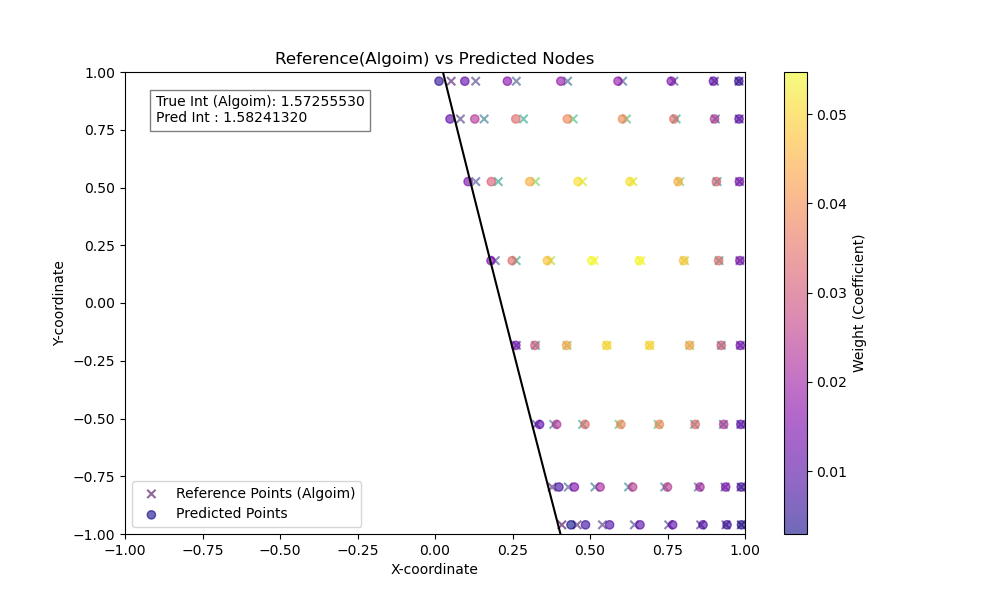 Reference(Algoim) vs Predicted Nodes
True Int (Algoim): 1.57255530
Pred Int : 1.58241320
1.00
0.75
0.50
0.25
0.00
−0.25
−0.50
−0.75
−1.00
Y-coordinate
Reference Points (Algoim)
Predicted Points
−1.00 −0.75 −0.50 −0.25 0.00 0.25 0.50 0.75 1.00
X-coordinate
0.05
0.04
0.03
0.02
0.01
Weight (Coefficient)